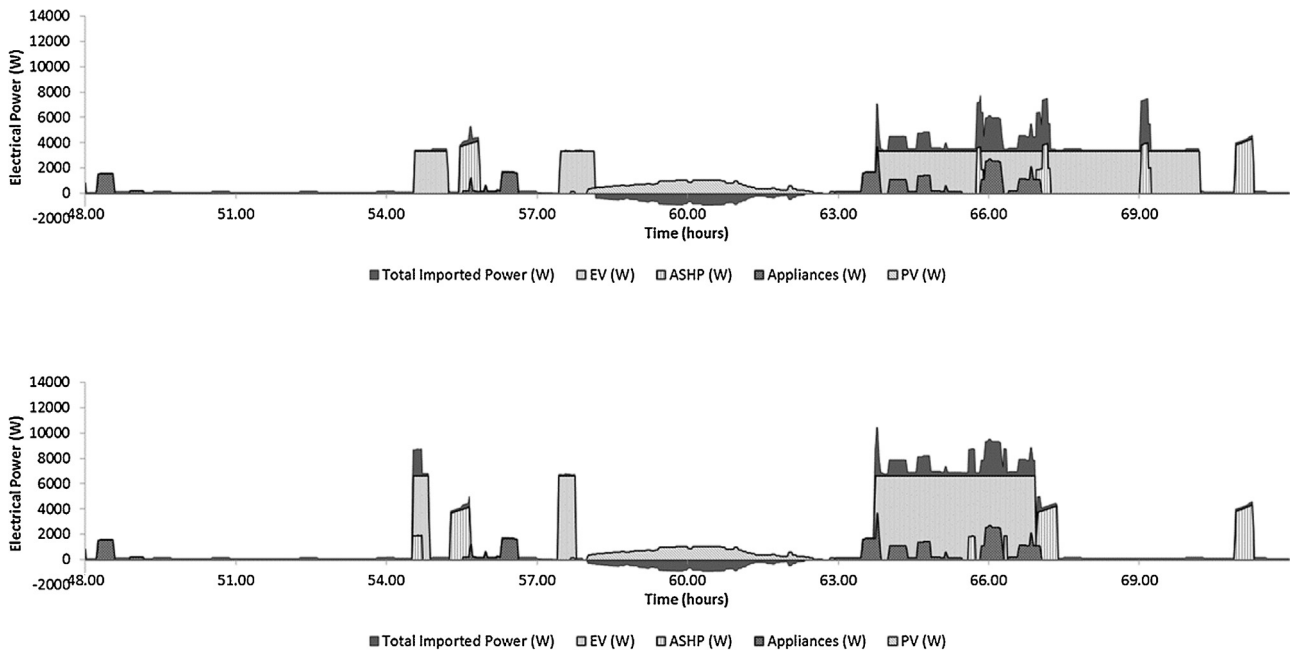 14000
12000
10000
8000
6000
4000
2000
0
-2000
Electrical Power (W)
48.00 51.00 54.00 57.00 60.00 63.00 66.00 69.00
Time (hours)
Total Imported Power (W) EV (W) ASHP (W) Appliances (W) PV (W)
14000
12000
10000
8000
6000
4000
2000
0
-2000
Electrical Power (W)
48.00 51.00 54.00 57.00 60.00 63.00 66.00 69.00
Time (hours)
Total Imported Power (W) EV (W) ASHP (W) Appliances (W) PV (W)